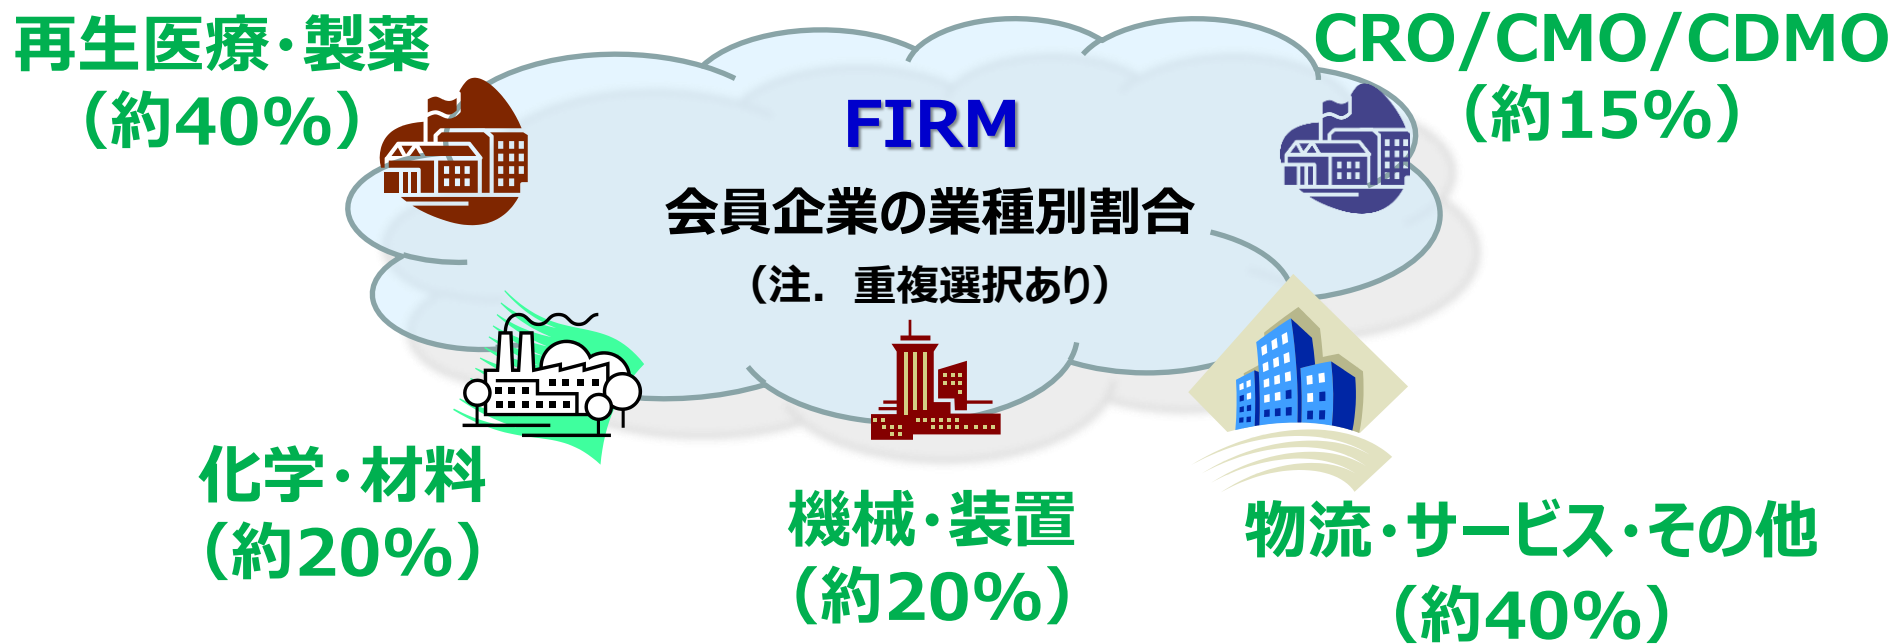 再生医療・製薬
（約40%）
CRO/CMO/CDMO
（約15%）
FIRM
会員企業の業種別割合
（注．重複選択あり）
化学・材料
（約20%）
機械・装置
（約20%）
物流・サービス・その他
（約40%）